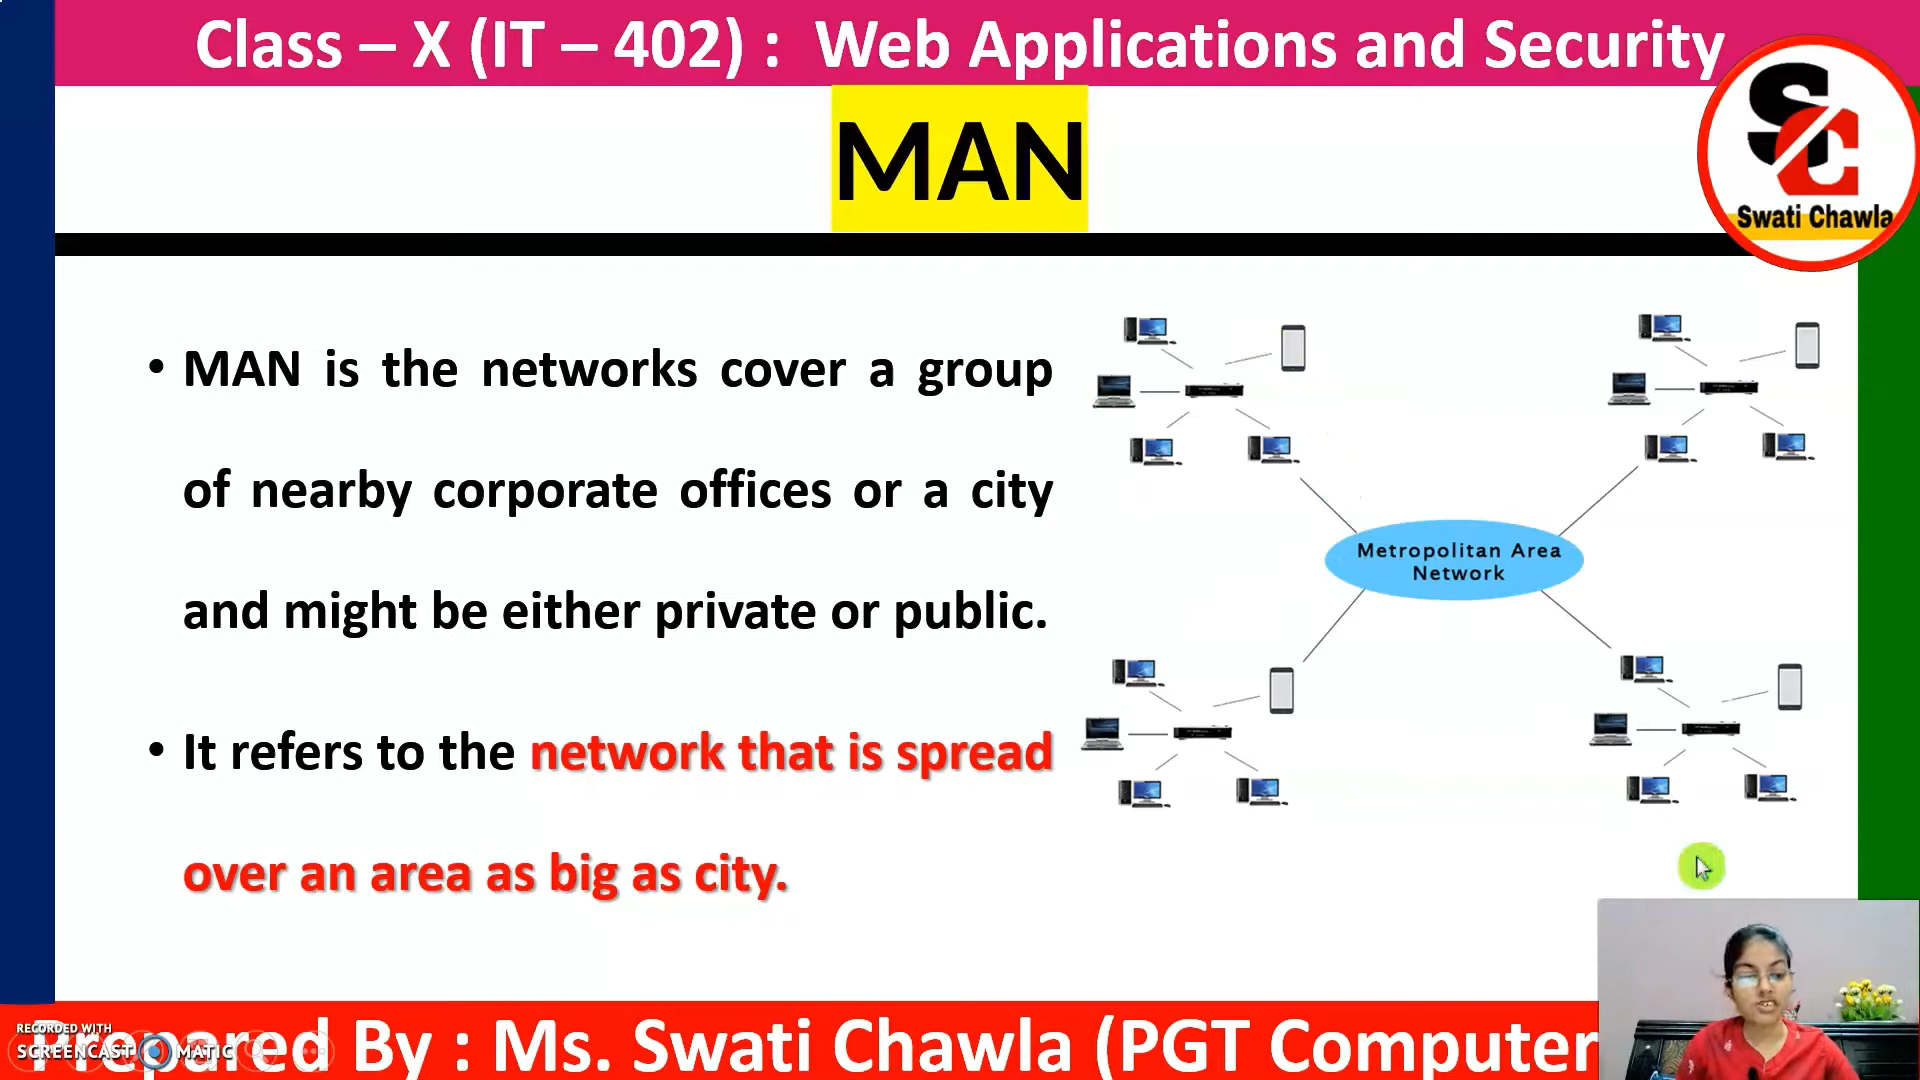 Class – X (IT – 402) :  Web Applications and Security
SC
Swati Chawla
MAN
• MAN is the networks cover a group
of nearby corporate offices or a city
and might be either private or public.
• It refers to the network that is spread
over an area as big as city.
Metropolitan Area
Network
Prepared By : Ms. Swati Chawla (PGT Computer
RECORDED WITH
SCREENCAST MATIC